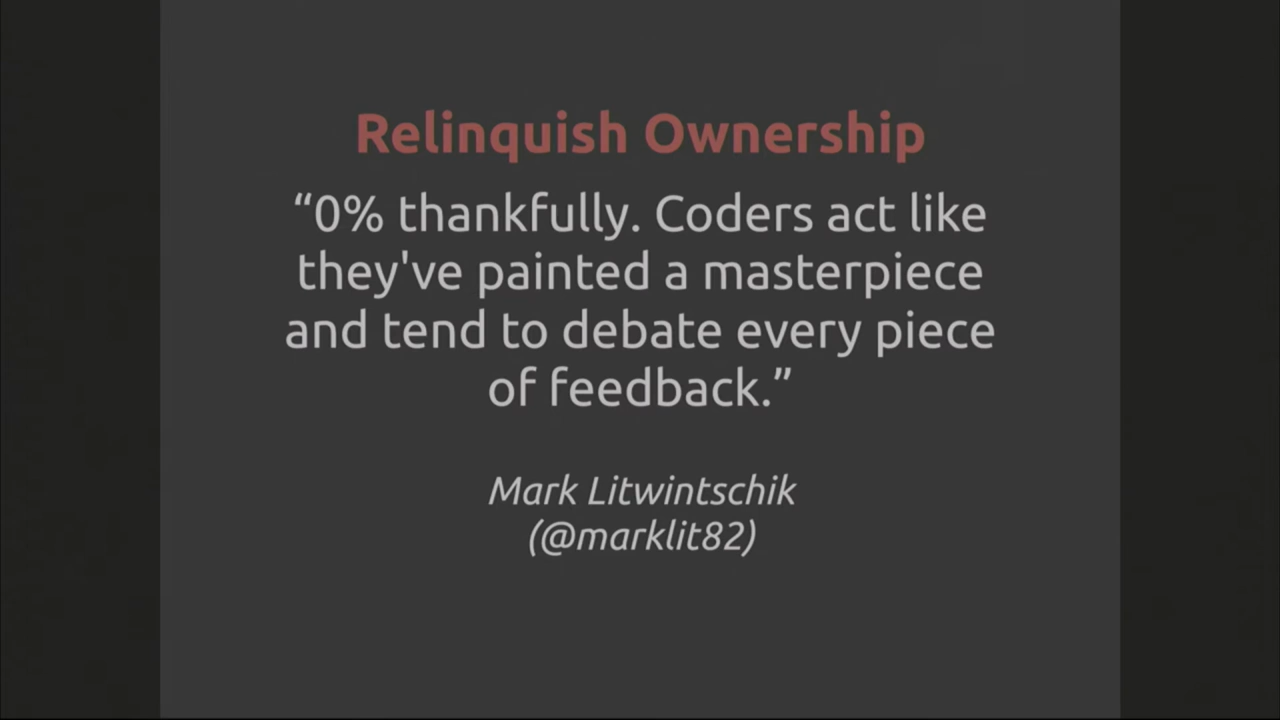 Relinquish Ownership
“0% thankfully. Coders act like
they've painted a masterpiece
and tend to debate every piece
of feedback.”
Mark Litwintschik
(@marklit82)